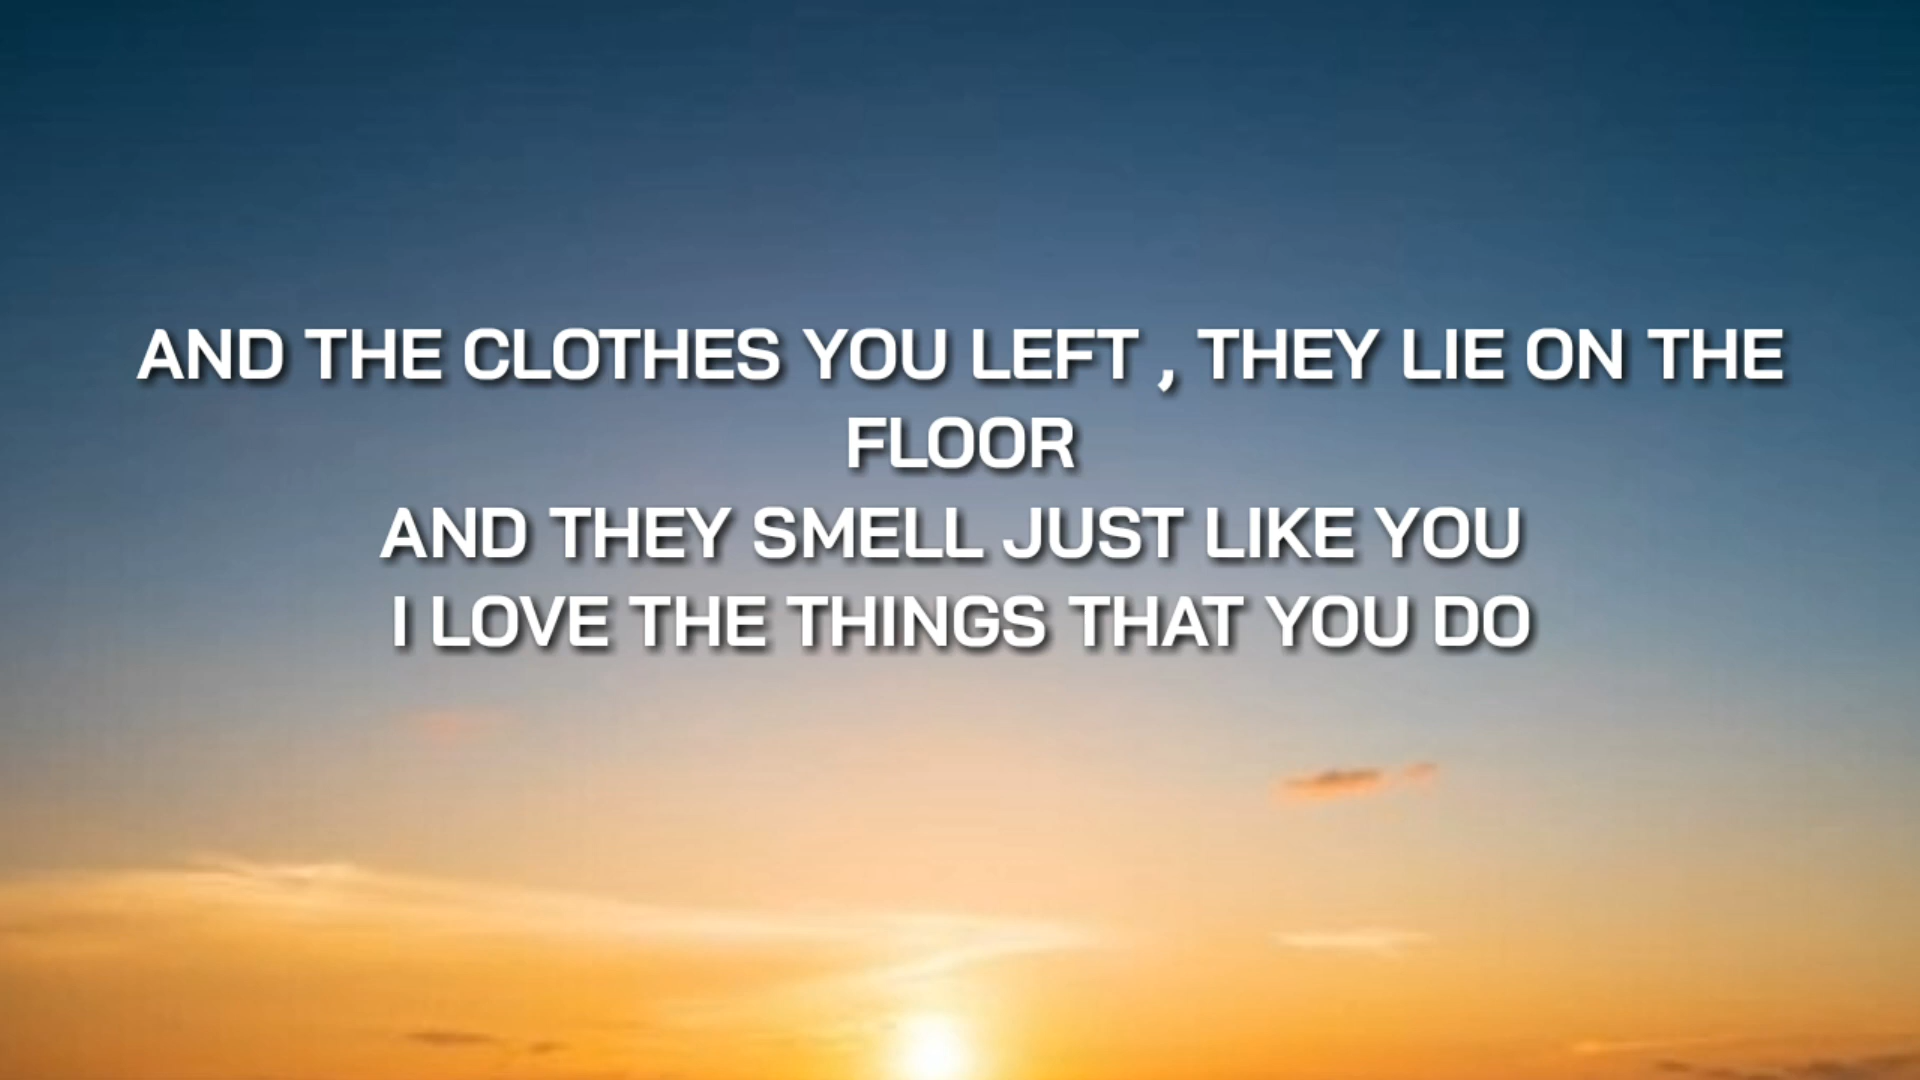 AND THE CLOTHES YOU LEFT , THEY LIE ON THE
FLOOR
AND THEY SMELL JUST LIKE YOU
I LOVE THE THINGS THAT YOU DO